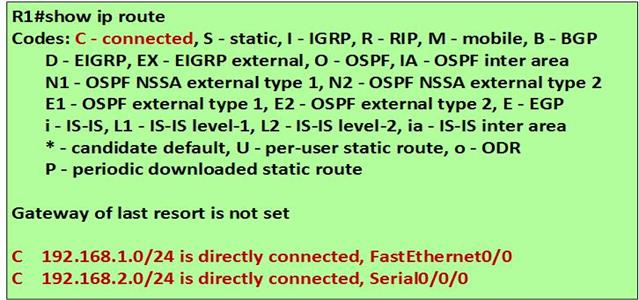 R1#show ip route
Codes: C - connected, S - static, I - IGRP, R - RIP, M - mobile, B - BGP
D - EIGRP, EX - EIGRP external, O - OSPF, IA - OSPF inter area
N1 - OSPF NSSA external type 1, N2 - OSPF NSSA external type 2
E1 - OSPF external type 1, E2 - OSPF external type 2, E - EGP
i - IS-IS, L1 - IS-IS level-1, L2 - IS-IS level-2, ia - IS-IS inter area
* - candidate default, U - per-user static route, o - ODR
P - periodic downloaded static route
Gateway of last resort is not set
C 192.168.1.0/24 is directly connected, FastEthernet0/0
C 192.168.2.0/24 is directly connected, Serial0/0/0